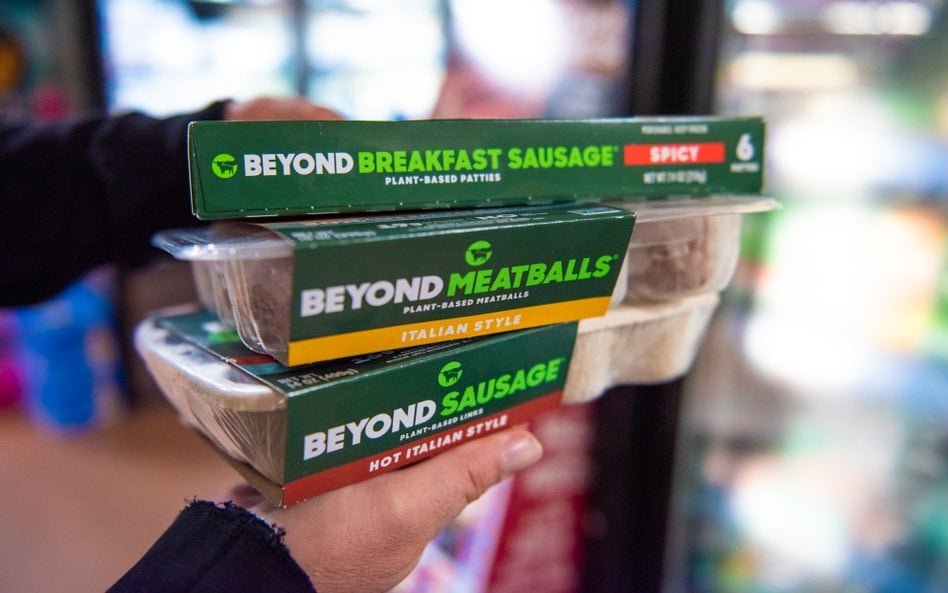 BEYOND BREAKFAST SAUSAGE
PLANT-BASED PATTIES
SPICY
6
PATTIES
BEYOND MEATBALLS®
PLANT-BASED MEATBALLS
ITALIAN STYLE
BEYOND SAUSAGE
PLANT-BASED LINKS
HOT ITALIAN STYLE